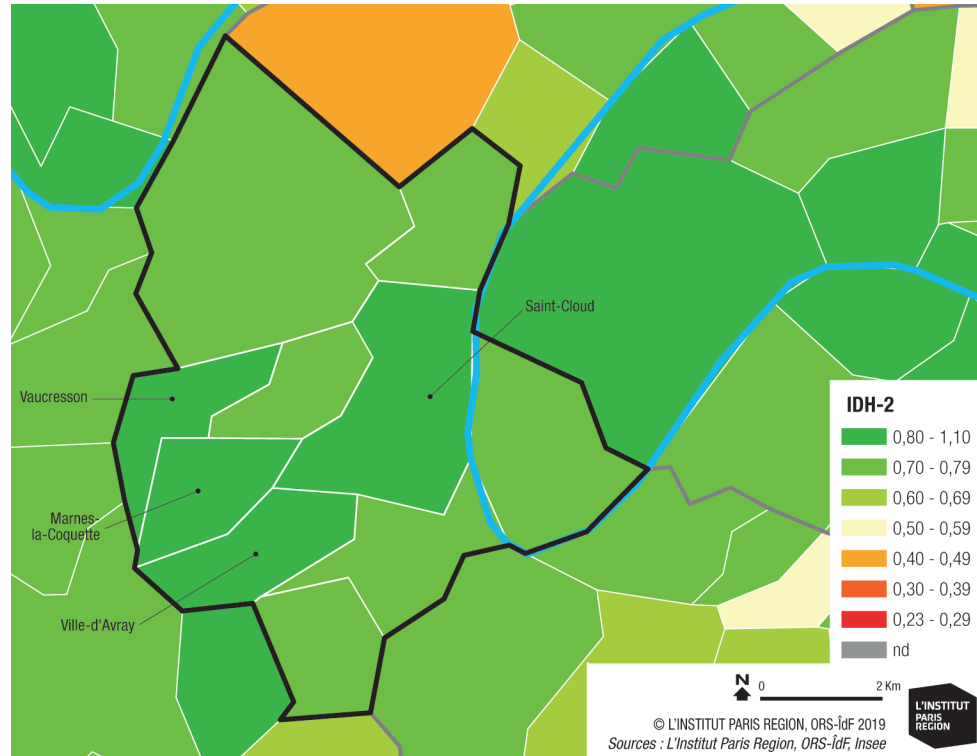 Saint-Cloud
Vaucresson
Marnes-
la-Coquette
Ville-d'Avray
IDH-2
0,80 - 1,10
0,70 - 0,79
0,60 - 0,69
0,50 - 0,59
0,40 - 0,49
0,30 - 0,39
0,23 - 0,29
nd
N
0
2 Km
© L'INSTITUT PARIS REGION, ORS-ÎdF 2019
Sources : L'Institut Paris Region, ORS-ÎdF, Insee
L'INSTITUT
PARIS
REGION